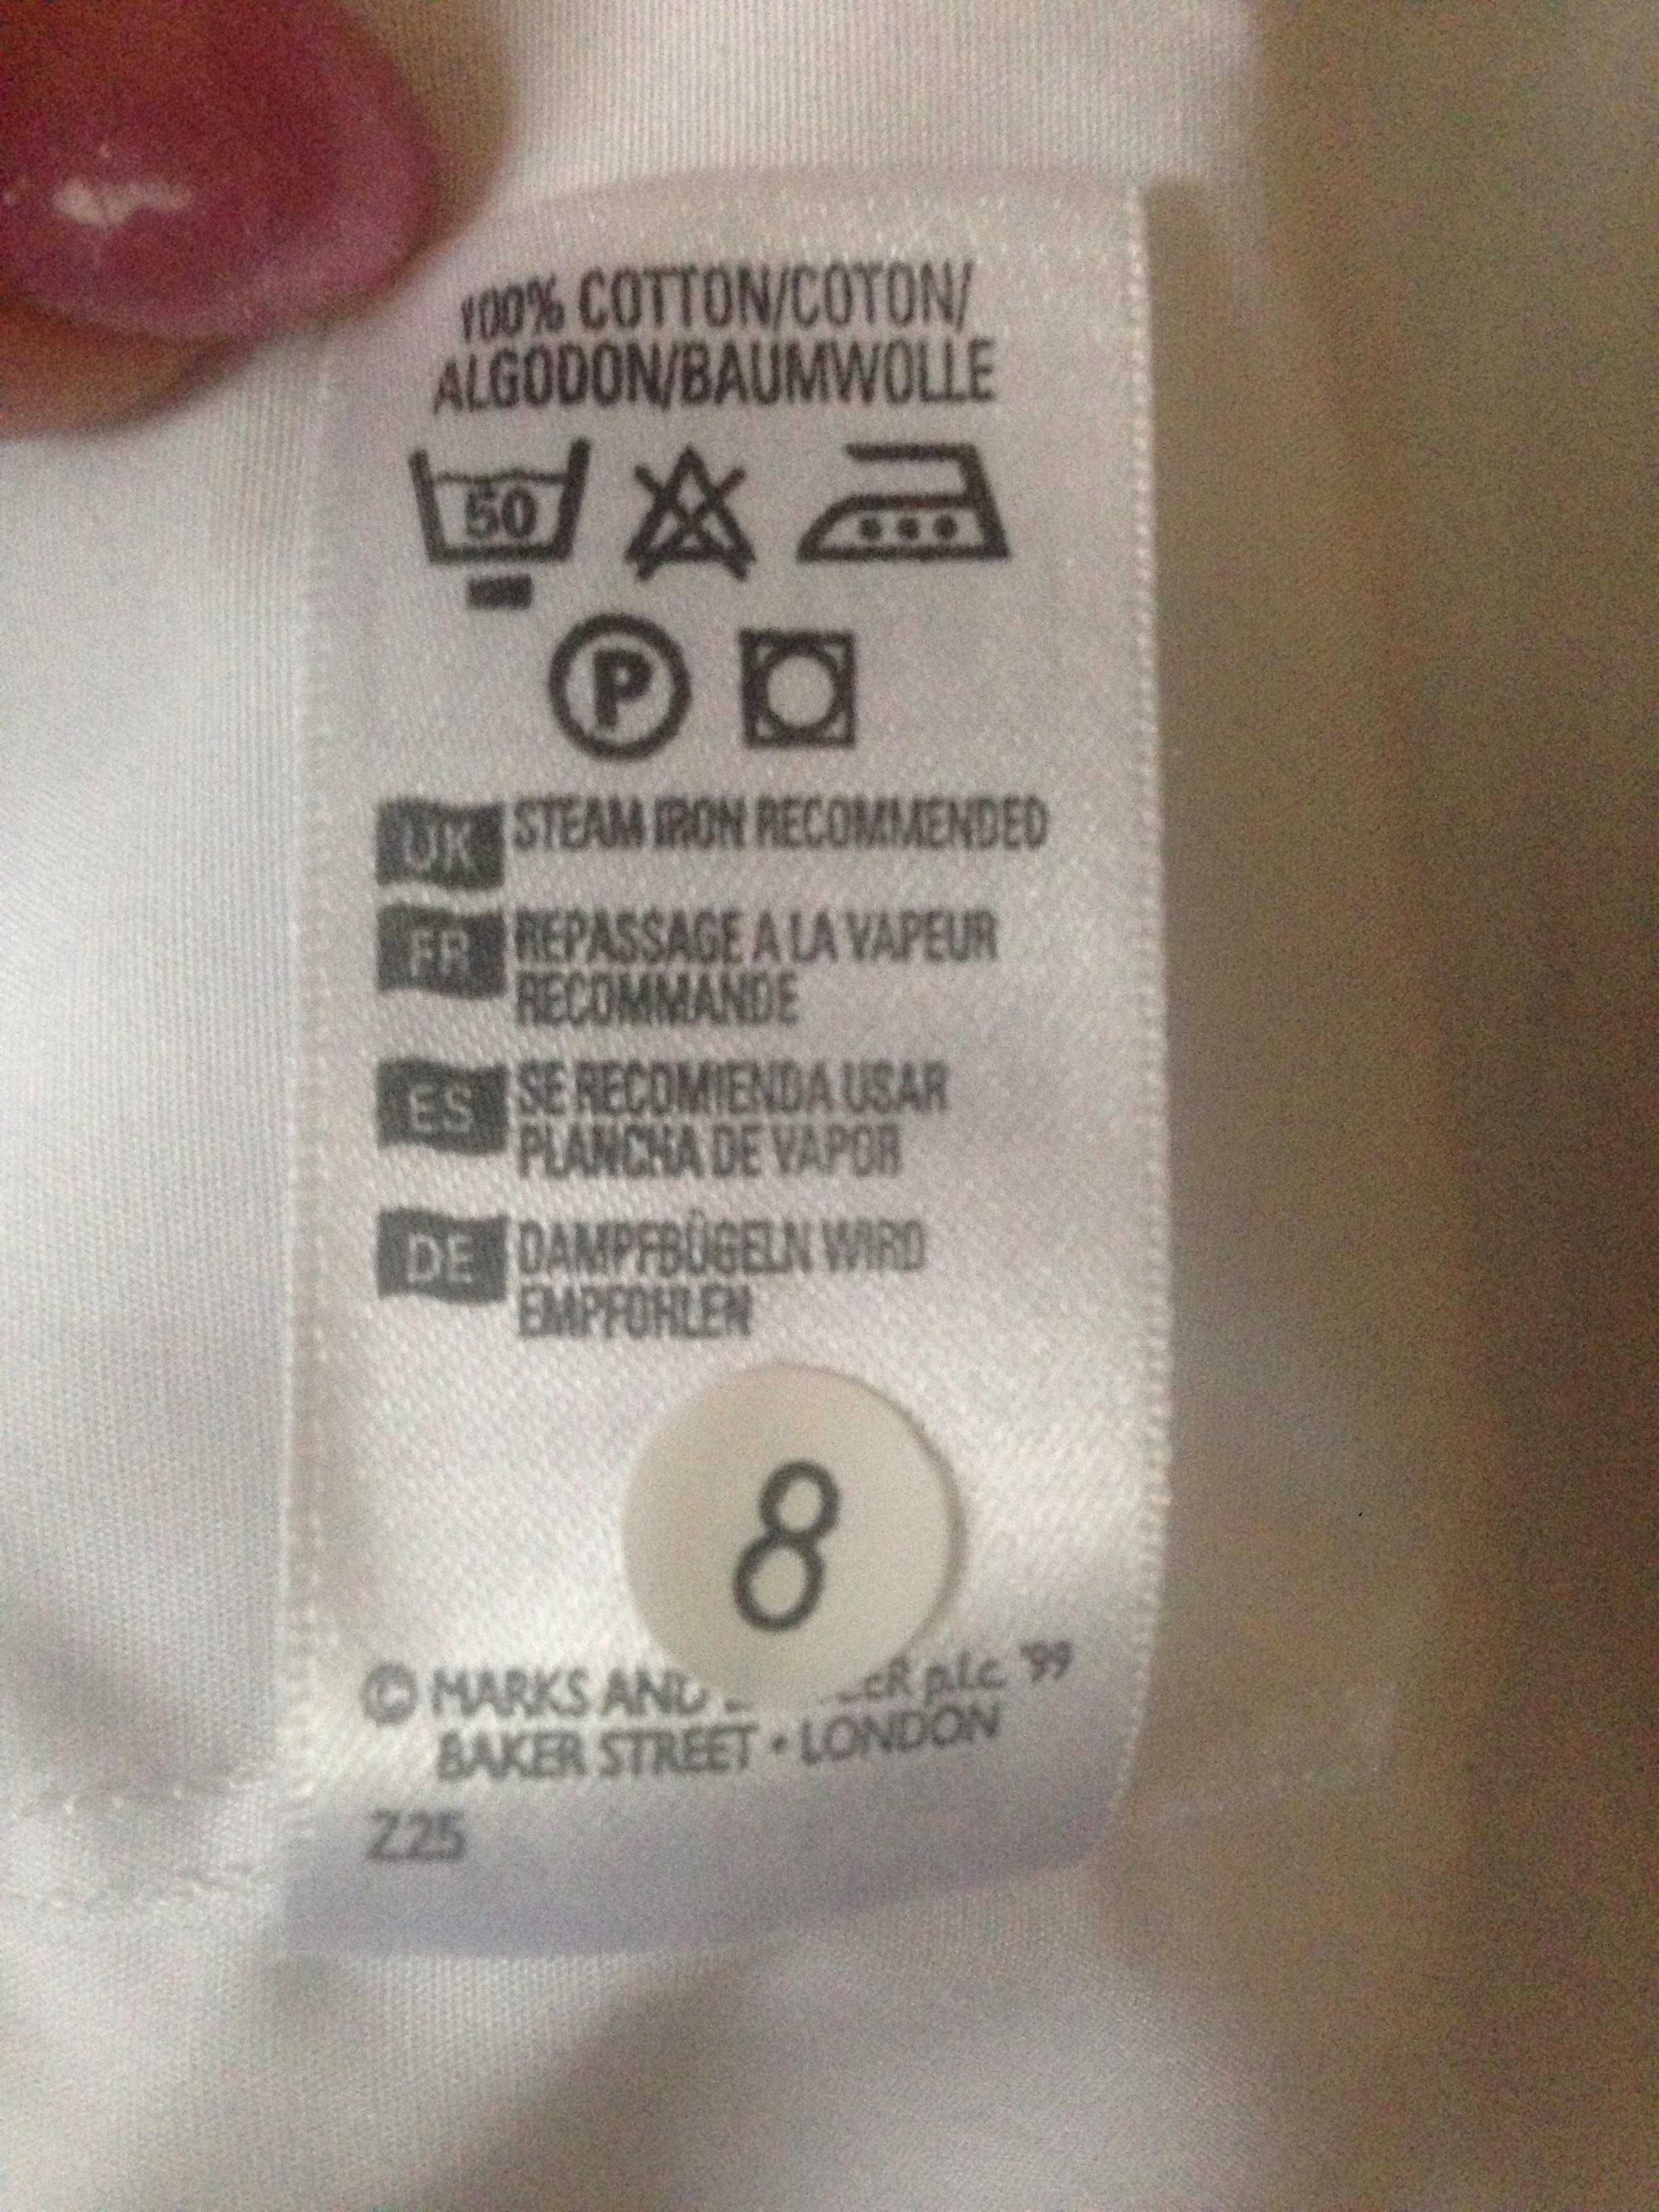 100% COTTON/COTON/
ALGODON/BAUMWOLLE
50
P
UK STEAM IRON RECOMMENDED
FR REPASSAGE A LA VAPEUR
RECOMMANDE
ES SE RECOMIENDA USAR
PLANCHA DE VAPOR
DE DAMPFBÜGELN WIRD
EMPFOHLEN
8
© MARKS AND p.l.c. '99
BAKER STREET • LONDON
Z25